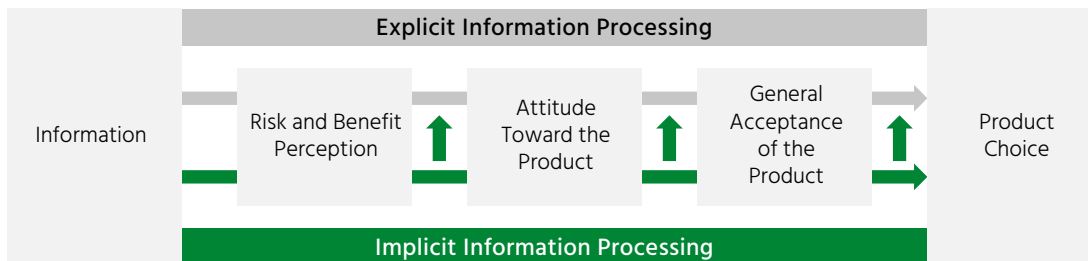 Explicit Information Processing
Information
Risk and Benefit
Perception
Attitude
Toward the
Product
General
Acceptance
of the
Product
Product
Choice
Implicit Information Processing